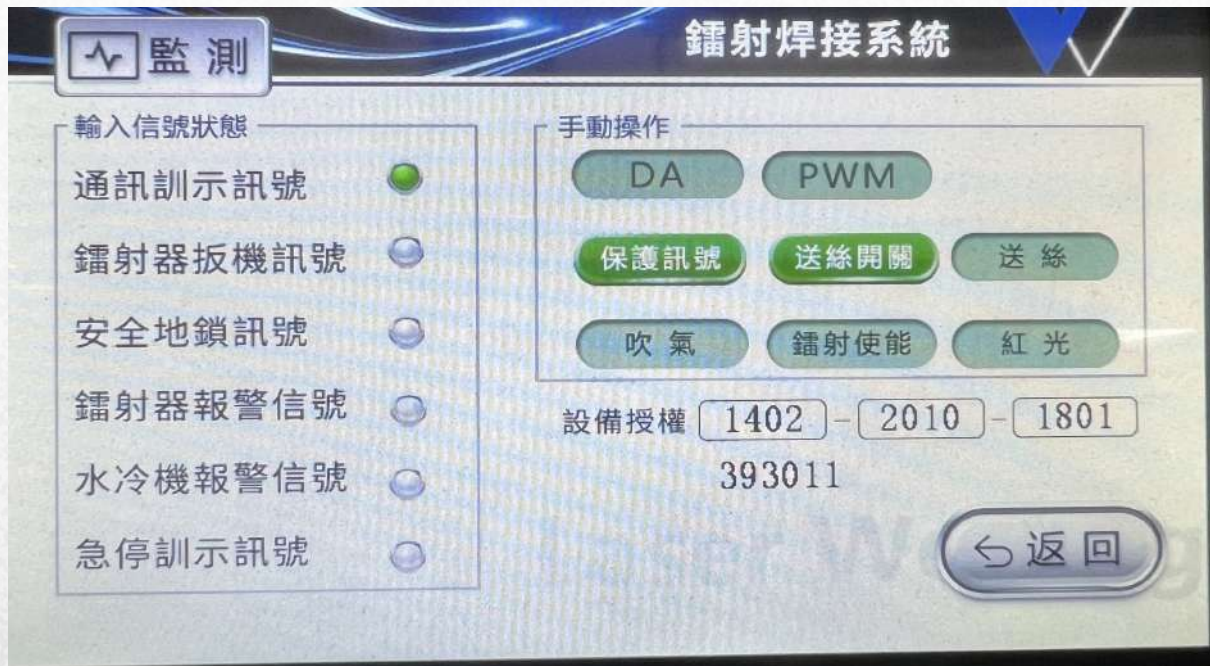 監測
鐳射焊接系統
輸入信號狀態
通訊訓示訊號
鐳射器扳機訊號
安全地鎖訊號
鐳射器報警信號
水冷機報警信號
急停訓示訊號
手動操作
DA PWM
保護訊號 送絲開關 送絲
吹氣 鐳射使能 紅光
設備授權 1402-2010-1801
393011
返回